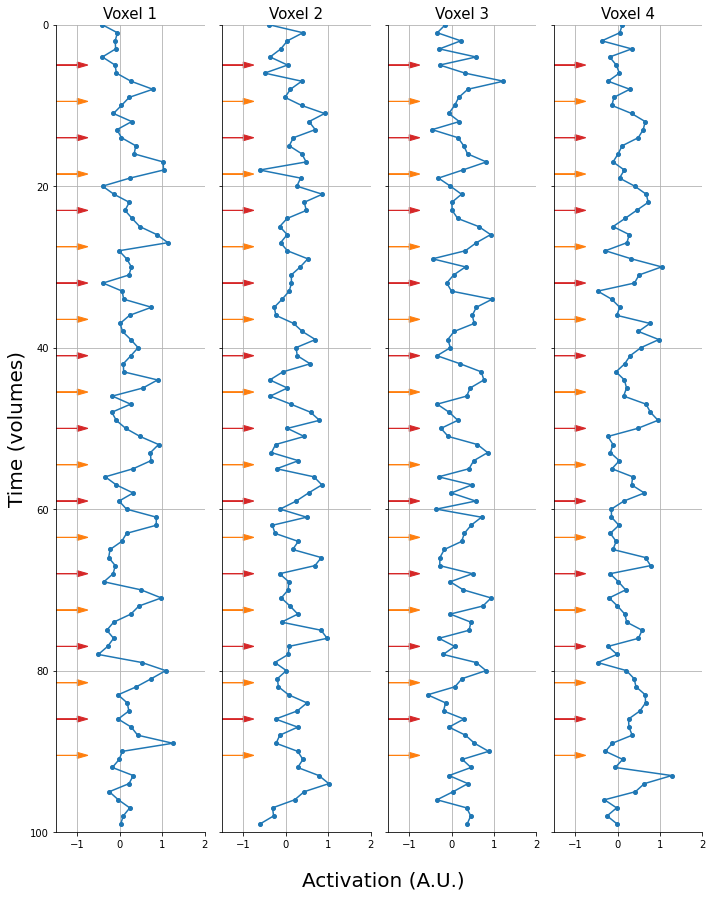 Voxel 1 Voxel 2 Voxel 3 Voxel 4
0
20
40
60
80
100
Time (volumes)
−1 0 1 2 −1 0 1 2 −1 0 1 2 −1 0 1 2
Activation (A.U.)